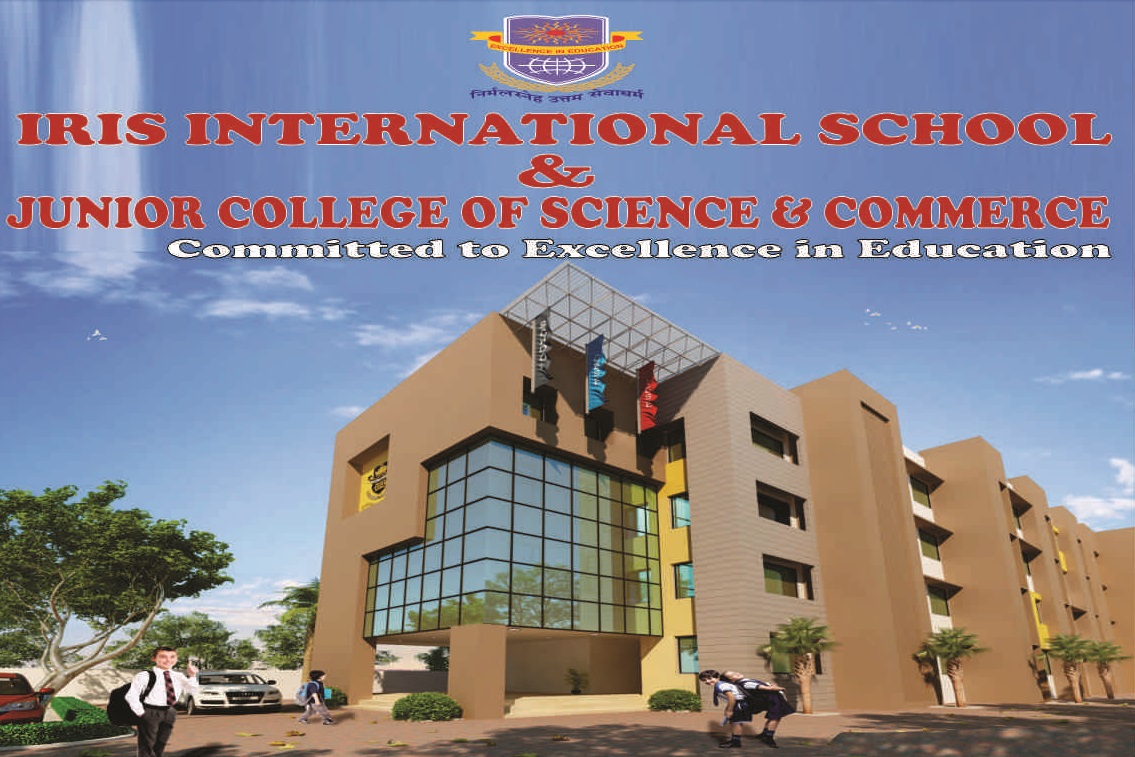 EXCELLENCE IN EDUCATION
निर्मलस्नेह उत्तम सेवाधर्म
IRIS INTERNATIONAL SCHOOL
&
JUNIOR COLLEGE OF SCIENCE & COMMERCE
Committed to Excellence in Education